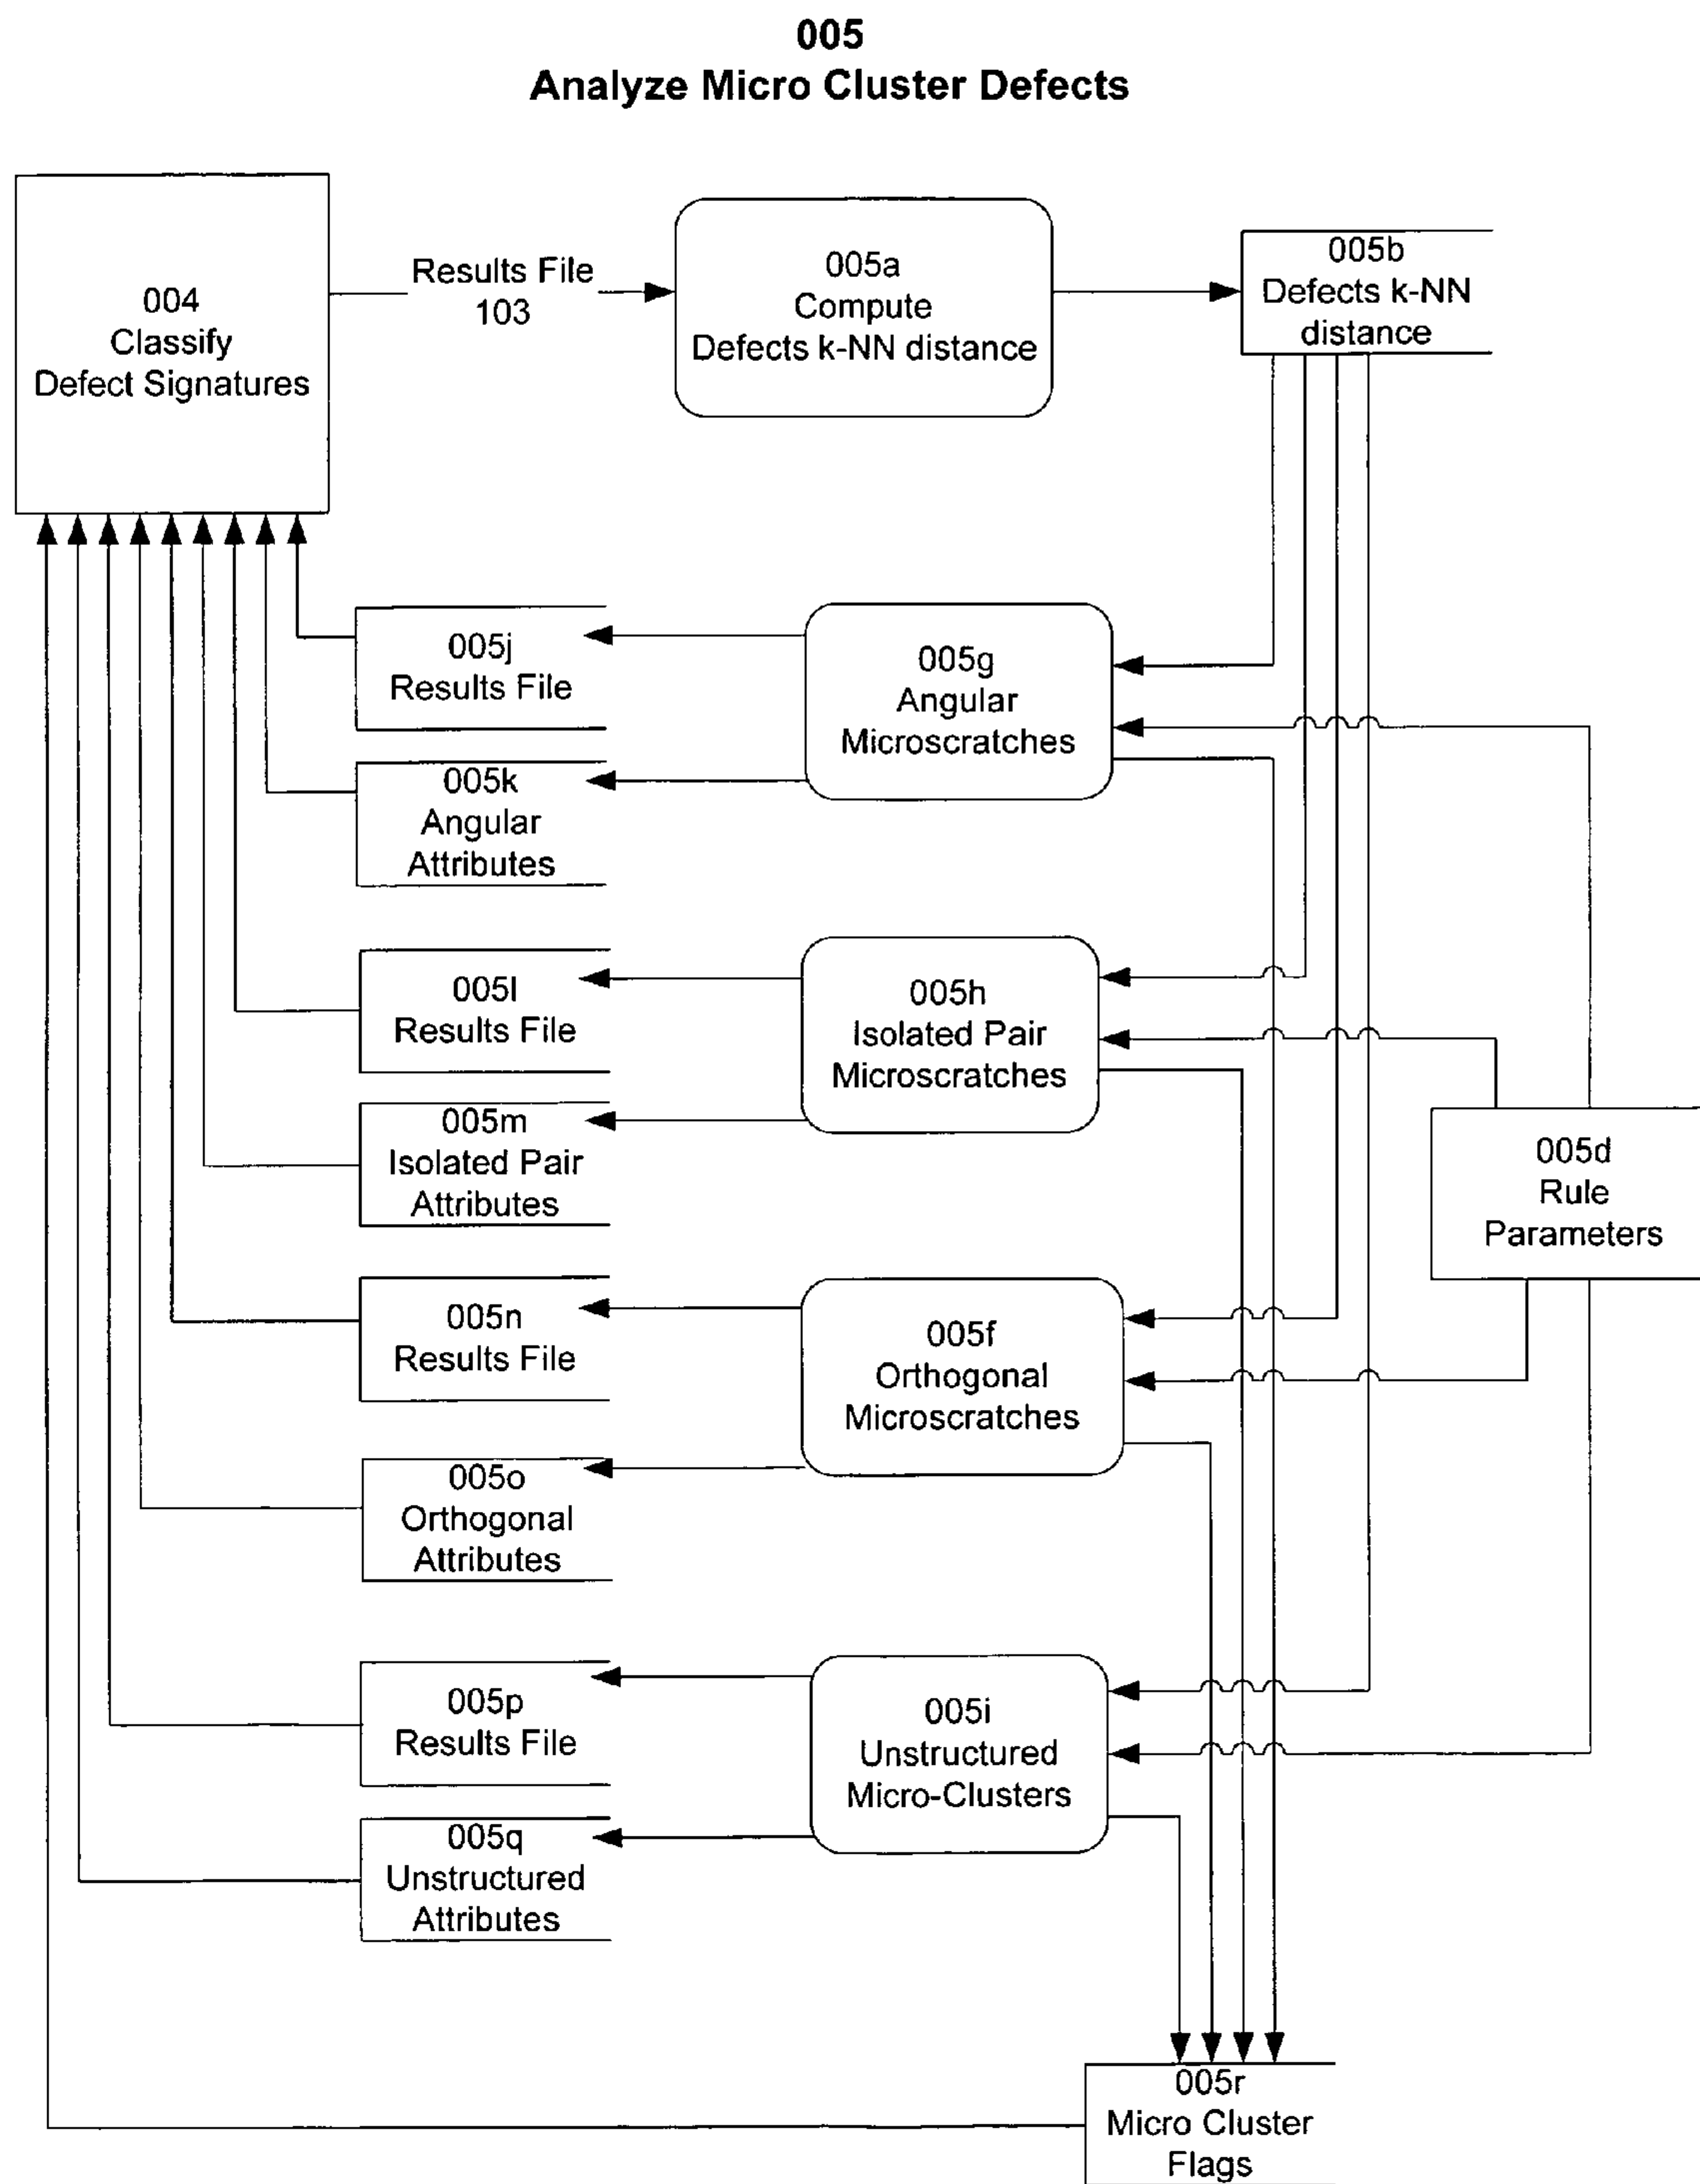 005
Analyze Micro Cluster Defects
004
Classify
Defect Signatures
Results File
103
005a
Compute
Defects k-NN distance
005b
Defects k-NN
distance
005j
Results File
005g
Angular
Microscratches
005k
Angular
Attributes
005l
Results File
005h
Isolated Pair
Microscratches
005m
Isolated Pair
Attributes
005d
Rule
Parameters
005n
Results File
005f
Orthogonal
Microscratches
005o
Orthogonal
Attributes
005p
Results File
005i
Unstructured
Micro-Clusters
005q
Unstructured
Attributes
005r
Micro Cluster
Flags